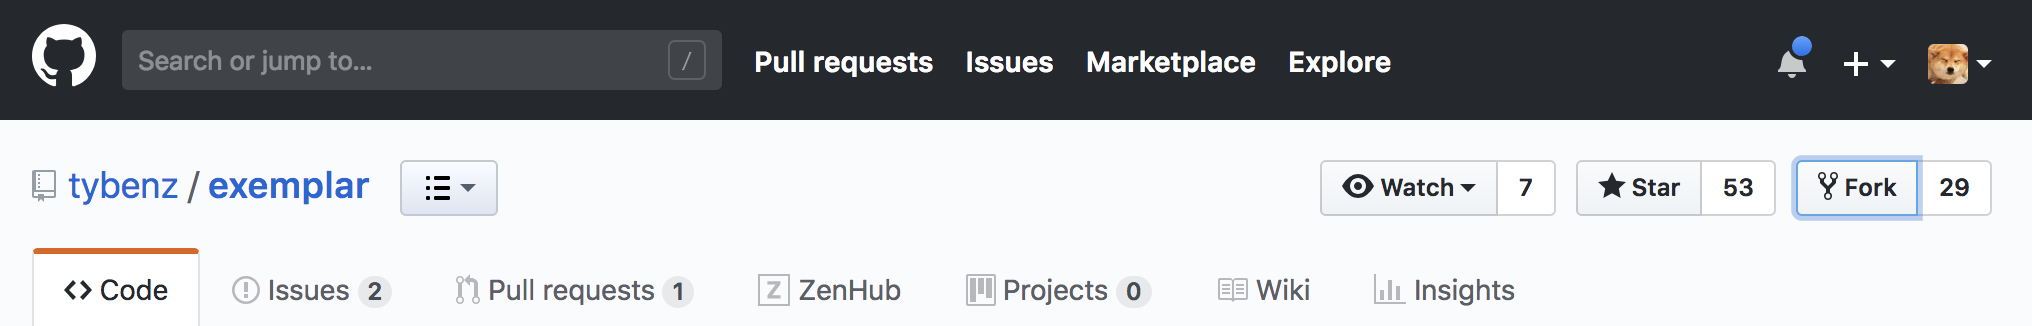 Search or jump to... / Pull requests Issues Marketplace Explore
tybenz / exemplar Watch 7 Star 53 Fork 29
Code Issues 2 Pull requests 1 Z ZenHub Projects 0 Wiki Insights